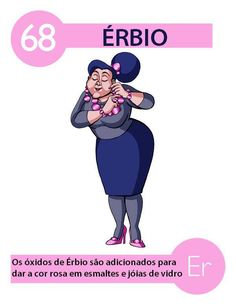 68
ÉRBIO
Os óxidos de Érbio são adicionados para
dar a cor rosa em esmaltes e jóias de vidro
Er